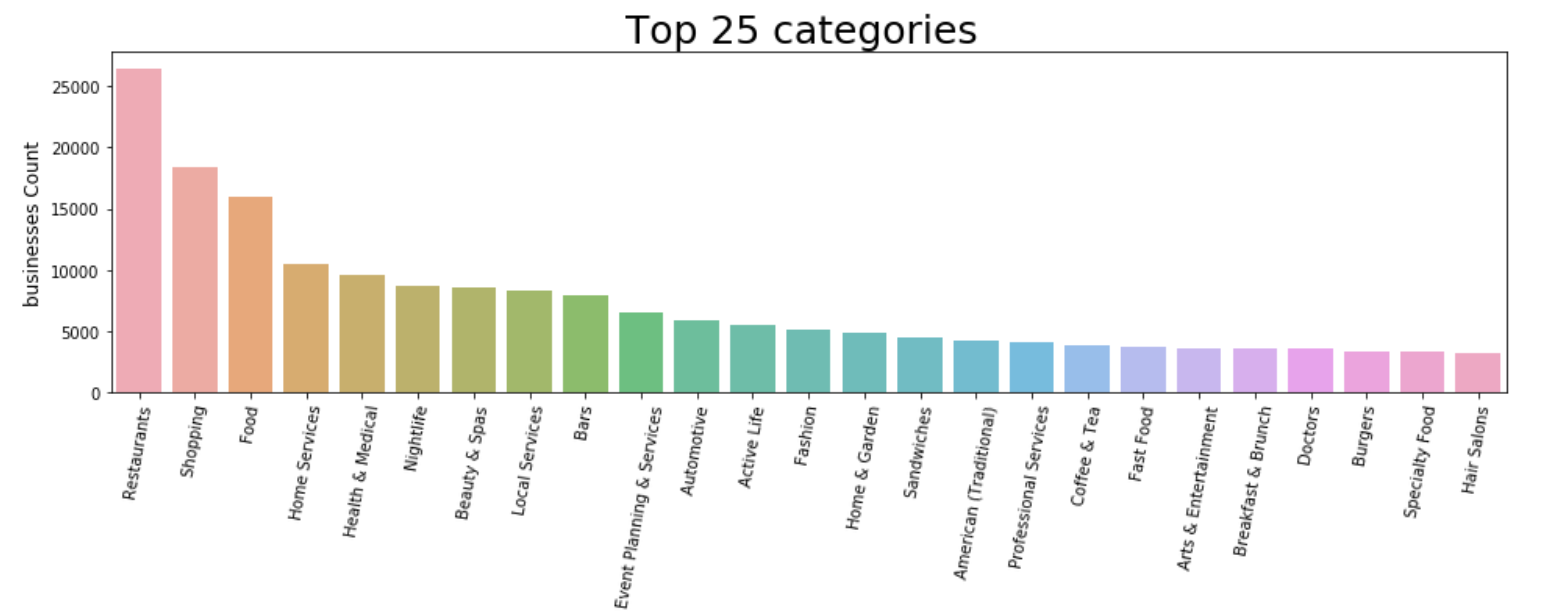 Top 25 categories
businesses Count
25000
20000
15000
10000
5000
0
Restaurants
Shopping
Food
Home Services
Health & Medical
Nightlife
Beauty & Spas
Local Services
Bars
Event Planning & Services
Automotive
Active Life
Fashion
Home & Garden
Sandwiches
American (Traditional)
Professional Services
Coffee & Tea
Fast Food
Arts & Entertainment
Breakfast & Brunch
Doctors
Burgers
Specialty Food
Hair Salons